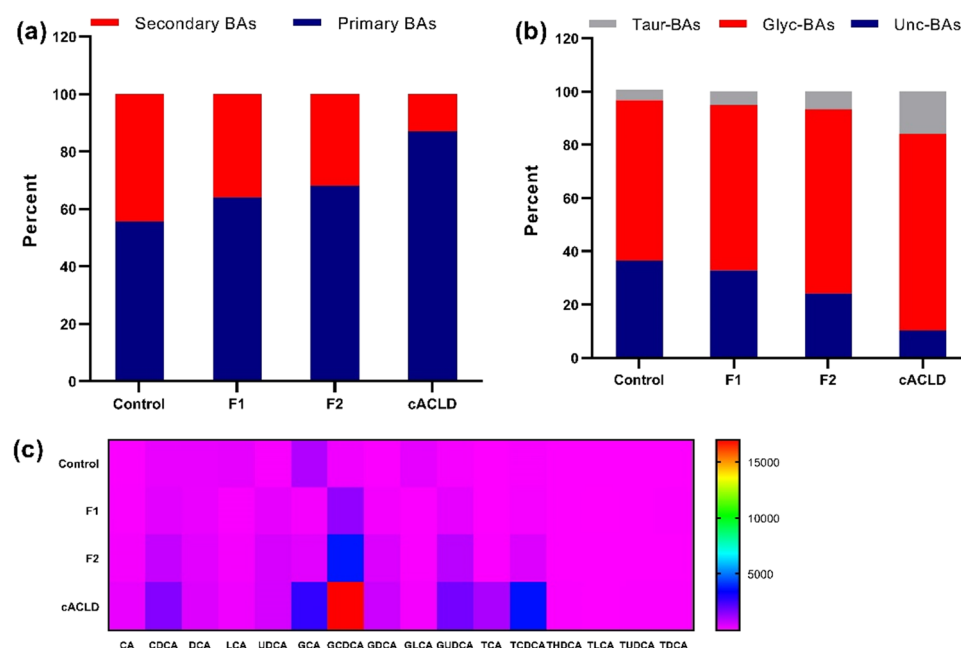 (a)
Secondary BAs Primary BAs
120
100
80
60
40
20
0
Percent
Control F1 F2 cACLD
(b)
Taur-BAs Glyc-BAs Unc-BAs
120
100
80
60
40
20
0
Percent
Control F1 F2 cACLD
(c)
Control
F1
F2
cACLD
CA CDCA DCA LCA UDCA GCA GCDCA GDCA GLCA GUDCA TCA TCDCA THDCA TLCA TUDCA TDCA
15000
10000
5000